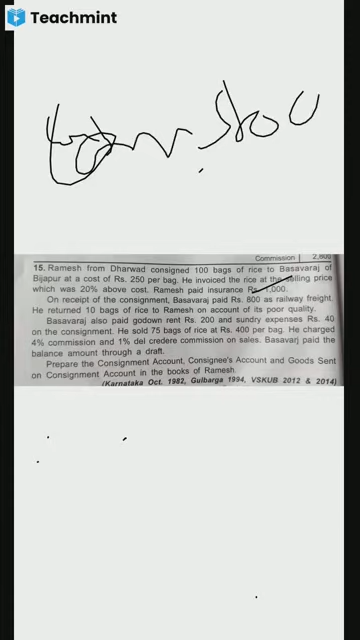 Teachmint
Commission 2,800
15. Ramesh from Dharwad consigned 100 bags of rice to Basavaraj of
Bijapur at a cost of Rs. 250 per bag. He invoiced the rice at the selling price
which was 20% above cost. Ramesh paid insurance Rs. 1,000.
On receipt of the consignment, Basavaraj paid Rs. 800 as railway freight.
He returned 10 bags of rice to Ramesh on account of its poor quality.
Basavaraj also paid godown rent Rs. 200 and sundry expenses Rs. 40
on the consignment. He sold 75 bags of rice at Rs. 400 per bag. He charged
4% commission and 1% del credere commission on sales. Basavarj paid the
balance amount through a draft.
Prepare the Consignment Account, Consignee's Account and Goods Sent
on Consignment Account in the books of Ramesh.
(Karnataka Oct. 1982, Gulbarga 1994, VSKUB 2012 & 2014)